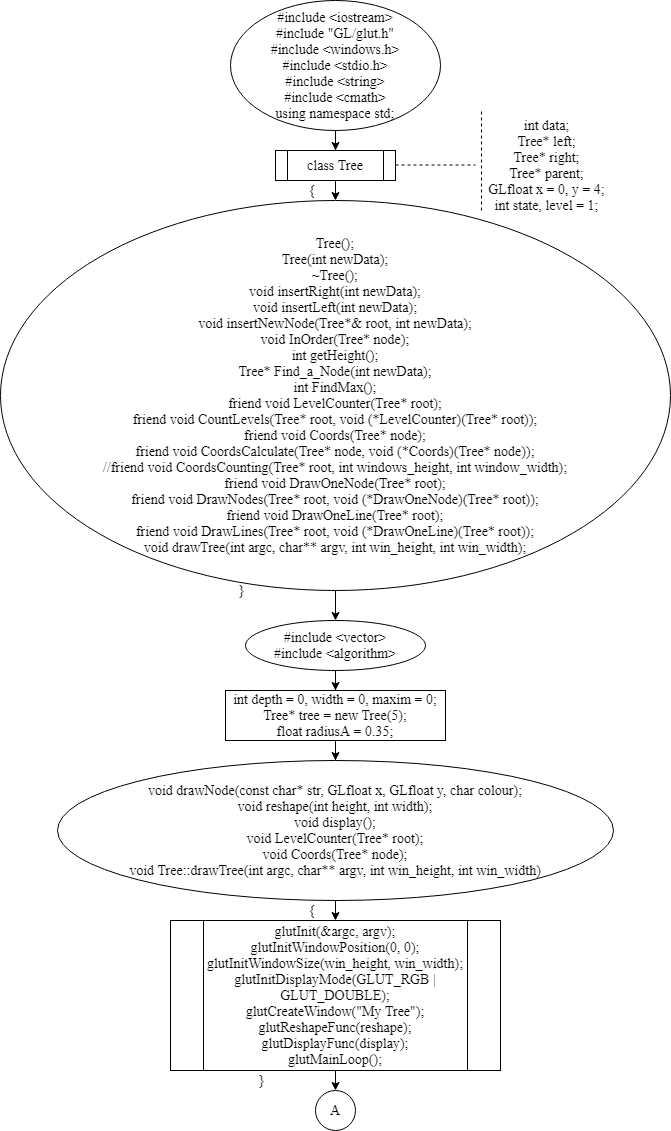 #include <iostream>
#include "GL/glut.h"
#include <windows.h>
#include <stdio.h>
#include <string>
#include <cmath>
using namespace std;
class Tree
int data;
Tree* left;
Tree* right;
Tree* parent;
GLfloat x = 0, y = 4;
int state, level = 1;
{
Tree();
Tree(int newData);
~Tree();
void insertRight(int newData);
void insertLeft(int newData);
void insertNewNode(Tree*& root, int newData);
void InOrder(Tree* node);
int getHeight();
Tree* Find_a_Node(int newData);
int FindMax();
friend void LevelCounter(Tree* root);
friend void CountLevels(Tree* root, void (*LevelCounter)(Tree* root));
friend void Coords(Tree* node);
friend void CoordsCalculate(Tree* node, void (*Coords)(Tree* node));
//friend void CoordsCounting(Tree* root, int windows_height, int window_width);
friend void DrawOneNode(Tree* root);
friend void DrawNodes(Tree* root, void (*DrawOneNode)(Tree* root));
friend void DrawOneLine(Tree* root);
friend void DrawLines(Tree* root, void (*DrawOneLine)(Tree* root));
void drawTree(int argc, char** argv, int win_height, int win_width);
}
#include <vector>
#include <algorithm>
int depth = 0, width = 0, maxim = 0;
Tree* tree = new Tree(5);
float radiusA = 0.35;
void drawNode(const char* str, GLfloat x, GLfloat y, char colour);
void reshape(int height, int width);
void display();
void LevelCounter(Tree* root);
void Coords(Tree* node);
void Tree::drawTree(int argc, char** argv, int win_height, int win_width)
{
glutInit(&argc, argv);
glutInitWindowPosition(0, 0);
glutInitWindowSize(win_height, win_width);
glutInitDisplayMode(GLUT_RGB |
GLUT_DOUBLE);
glutCreateWindow("My Tree");
glutReshapeFunc(reshape);
glutDisplayFunc(display);
glutMainLoop();
}
A